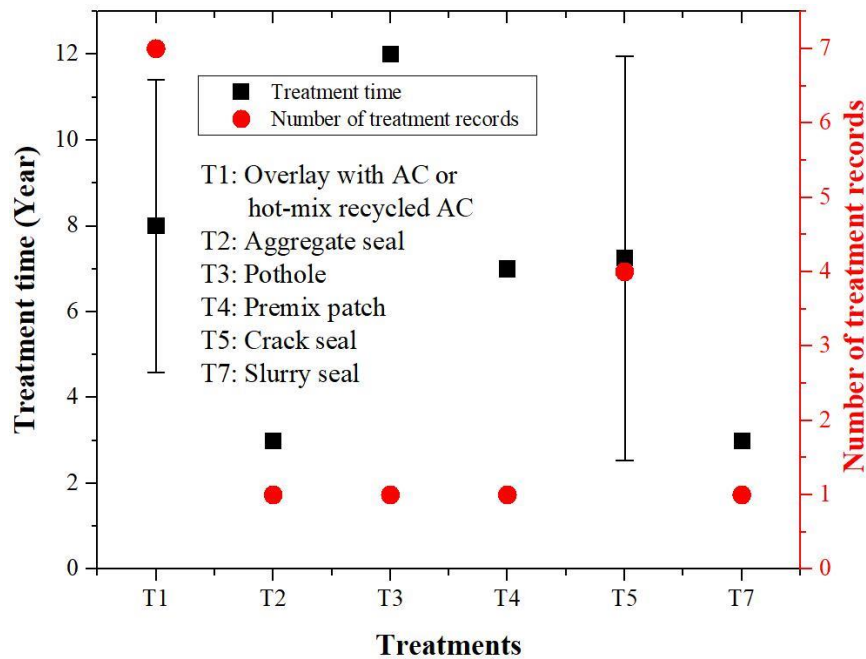 Treatment time (Year)
12
10
8
6
4
2
0
Treatment time
Number of treatment records
T1: Overlay with AC or
hot-mix recycled AC
T2: Aggregate seal
T3: Pothole
T4: Premix patch
T5: Crack seal
T7: Slurry seal
7
6
5
4
3
2
1
0
Number of treatment
records
T1 T2 T3 T4 T5 T7
Treatments